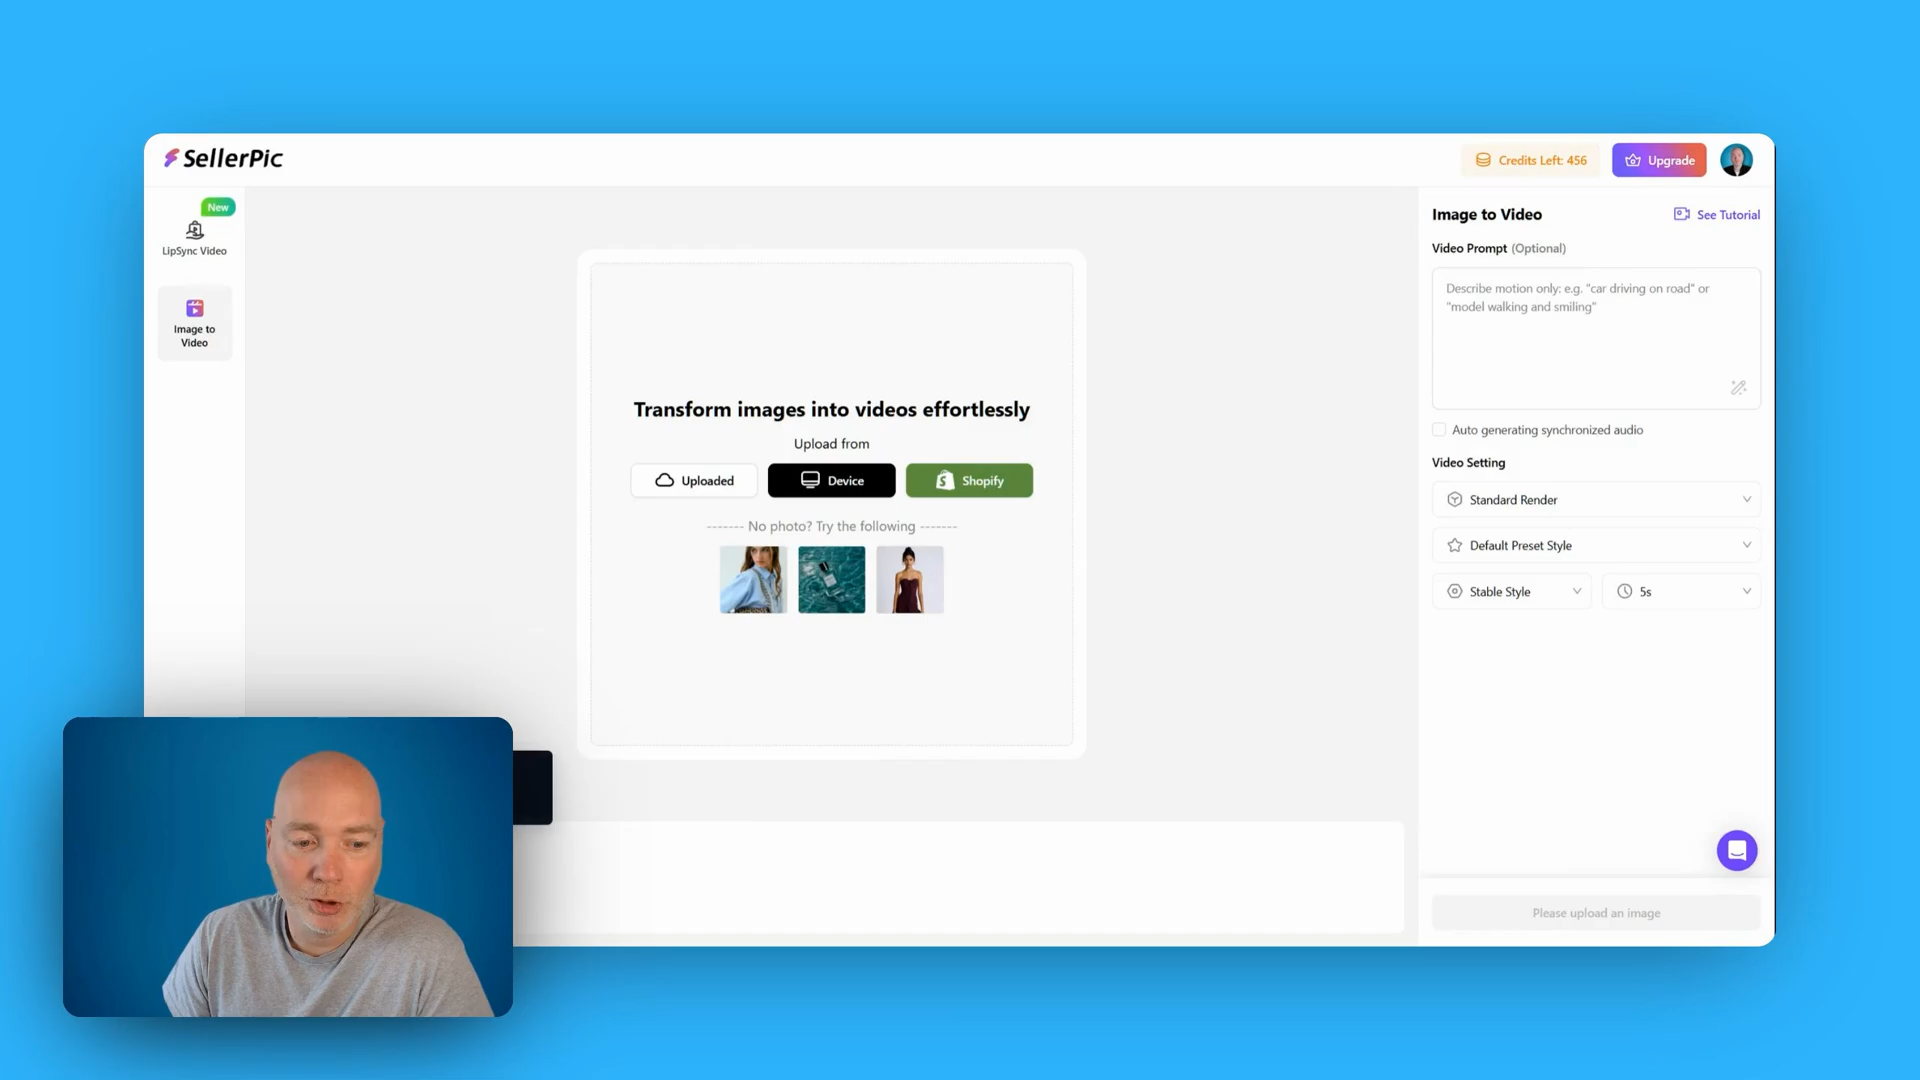 SellerPic
Credits Left: 456
Upgrade
New
LipSync Video
Image to
Video
Transform images into videos effortlessly
Upload from
Uploaded
Device
Shopify
------- No photo? Try the following -------
Image to Video
See Tutorial
Video Prompt (Optional)
Describe motion only: e.g. "car driving on road" or
"model walking and smiling"
Auto generating synchronized audio
Video Setting
Standard Render
Default Preset Style
Stable Style
5s
Please upload an image